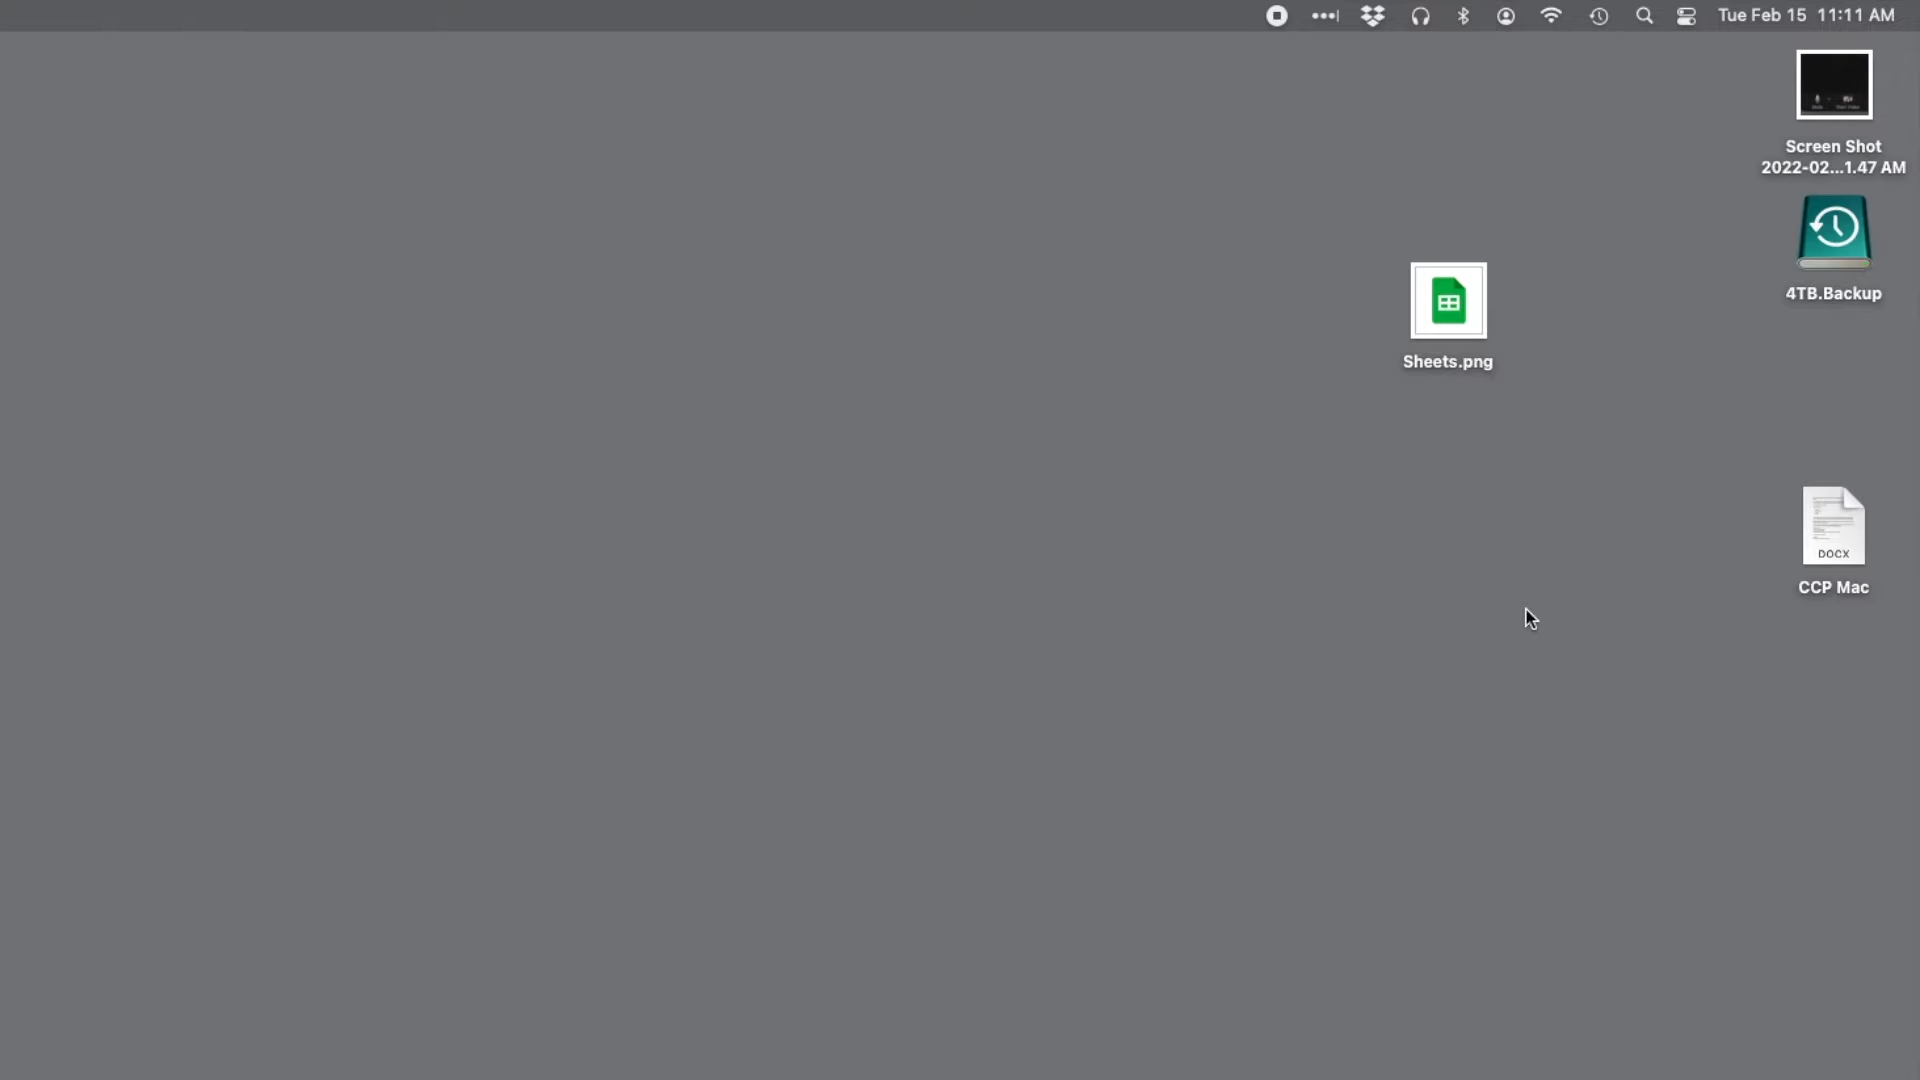 Tue Feb 15 11:11 AM
Screen Shot
2022-02...1.47 AM
4TB.Backup
Sheets.png
DOCX
CCP Mac